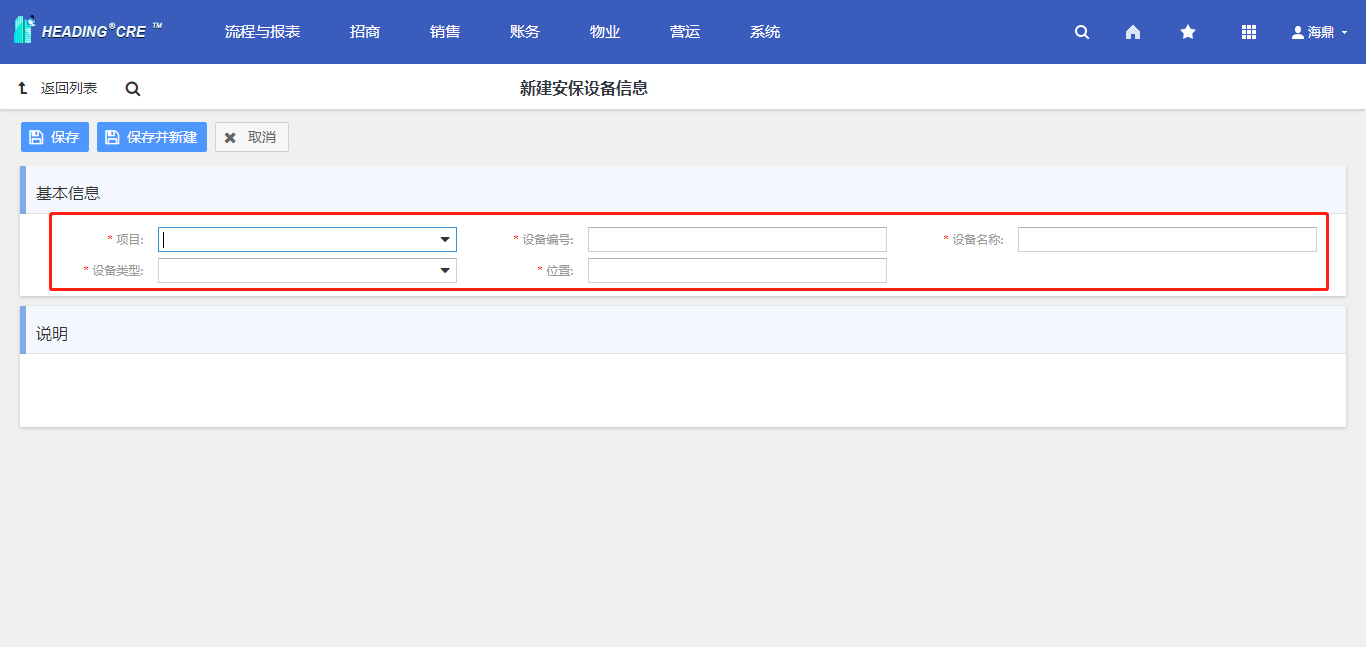 HEADING®CRE ™ 流程与报表 招商 销售 账务 物业 营运 系统 海鼎
返回列表 新建安保设备信息
保存 保存并新建 取消
基本信息
* 项目: * 设备编号: * 设备名称:
* 设备类型: * 位置:
说明